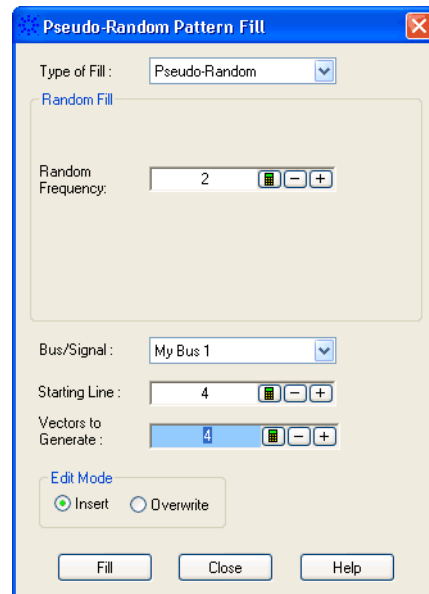 Pseudo-Random Pattern Fill
Type of Fill : Pseudo-Random
Random Fill
Random
Frequency: 2
Bus/Signal : My Bus 1
Starting Line : 4
Vectors to
Generate : 4
Edit Mode
Insert Overwrite
Fill Close Help